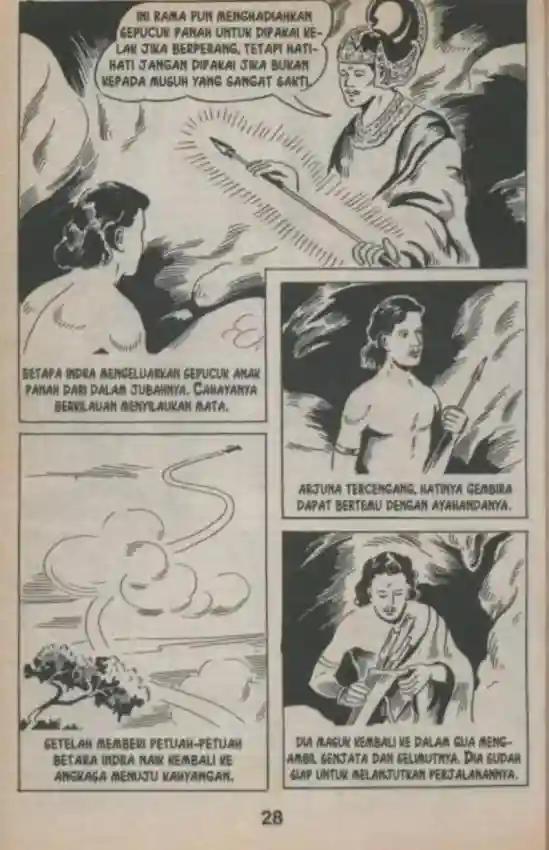 INI RAMA PUN MENGHADIAHKAN
SEPUCUK PANAH UNTUK DIPAKAI KE-
LAK JIKA BERPERANG, TETAPI HATI-
HATI JANGAN DIPAKAI JIKA BUKAN
KEPADA MUSUH YANG SANGAT SAKTI.
BETAPA INDRA MENGELUARKAN SEPUCUK ANAK
PANAH DARI DALAM JUBAHNYA. CAHAYANYA
BERKILAUAN MENYILAUKAN MATA.
ARJUNA TERCENGANG, HATINYA GEMBIRA
DAPAT BERTEMU DENGAN AYAHANDANYA.
SETELAH MEMBERI PETUAH-PETUAH
BETARA INDRA NAIK KEMBALI KE
ANGKASA MENUJU KAHYANGAN.
DIA MASUK KEMBALI KE DALAM GUA MENG-
AMBIL SENJATA DAN SELIMUTNYA. DIA SUDAH
SIAP UNTUK MELANJUTKAN PERJALANANNYA.
28